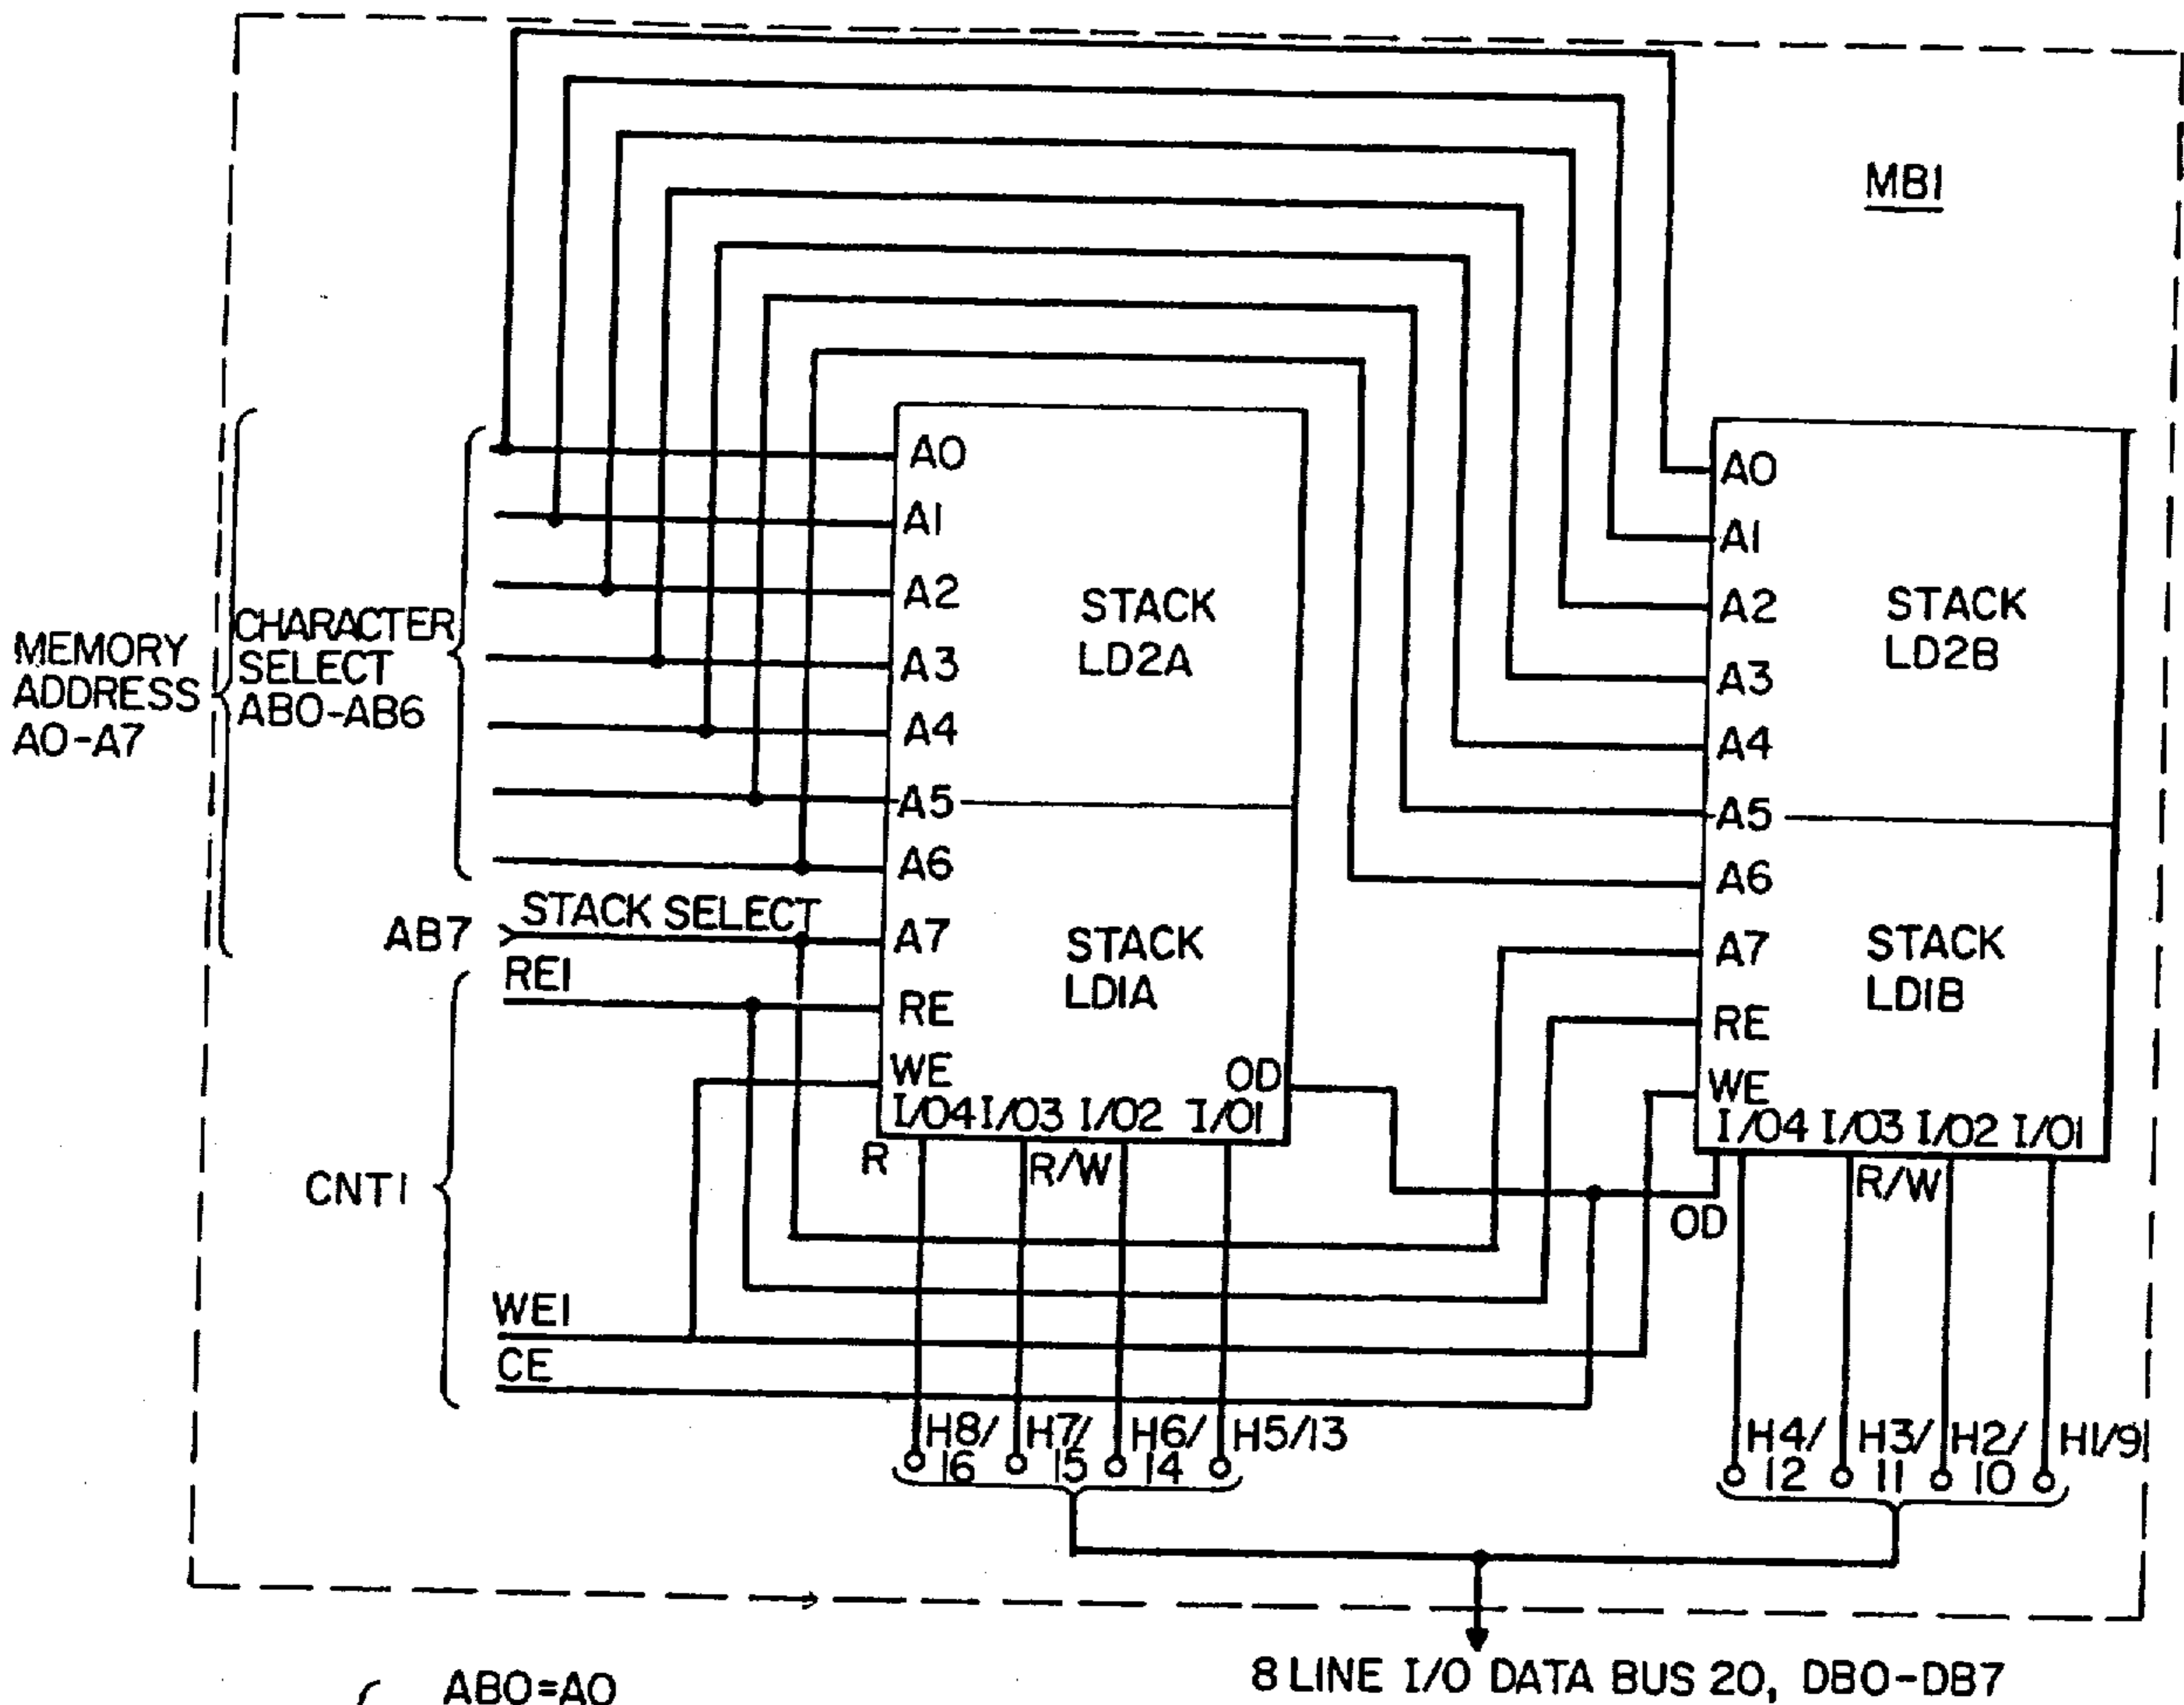 MB1
MEMORY
ADDRESS
A0-A7
CHARACTER
SELECT
AB0-AB6
A0
A1
A2
A3
A4
A5
A6
A7
RE
WE
I/O4 I/O3 I/O2 I/O1
OD
STACK
LD2A
STACK
LD1A
A0
A1
A2
A3
A4
A5
A6
A7
RE
WE
I/O4 I/O3 I/O2 I/O1
OD
STACK
LD2B
STACK
LD1B
AB7
STACK SELECT
RE1
CNT1
WE1
CE
R
R/W
R/W
H8/
16
H7/
15
H6/
14
H5/13
H4/
12
H3/
11
H2/
10
H1/9
8 LINE I/O DATA BUS 20, DB0-DB7
AB0=A0